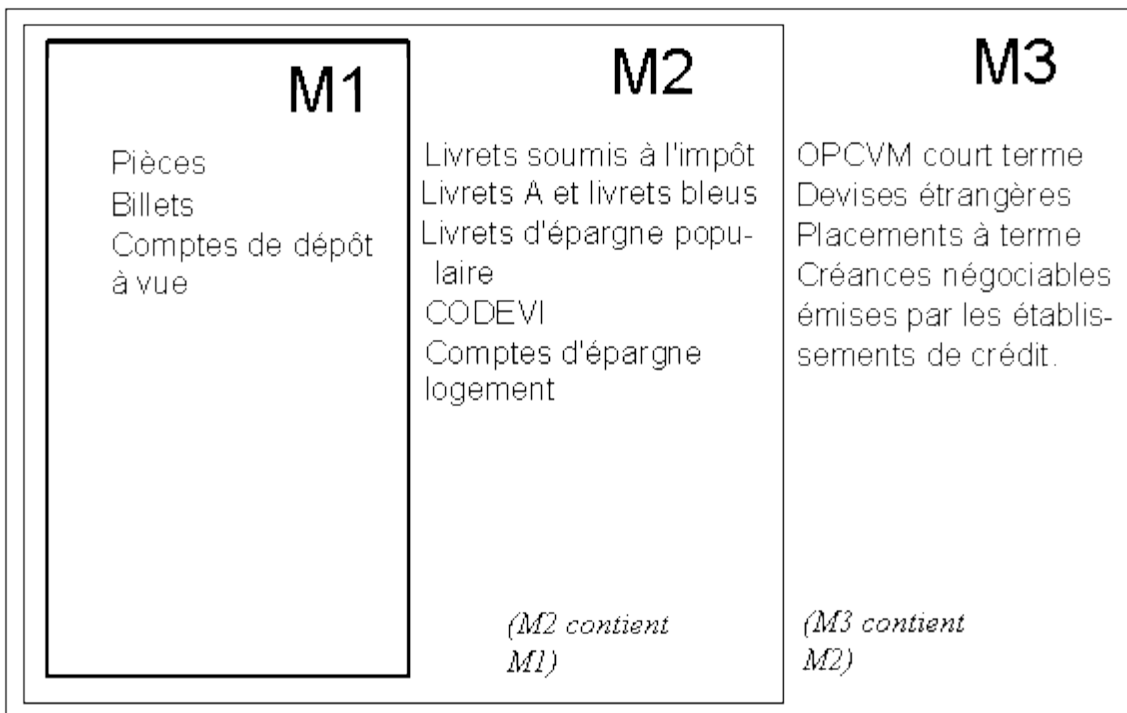 M1
Pièces
Billets
Comptes de dépôt
à vue
M2
Livrets soumis à l'impôt
Livrets A et livrets bleus
Livrets d'épargne popu-
laire
CODEVI
Comptes d'épargne
logement
(M2 contient
M1)
M3
OPCVM court terme
Devises étrangères
Placements à terme
Créances négociables
émises par les établis-
sements de crédit.
(M3 contient
M2)